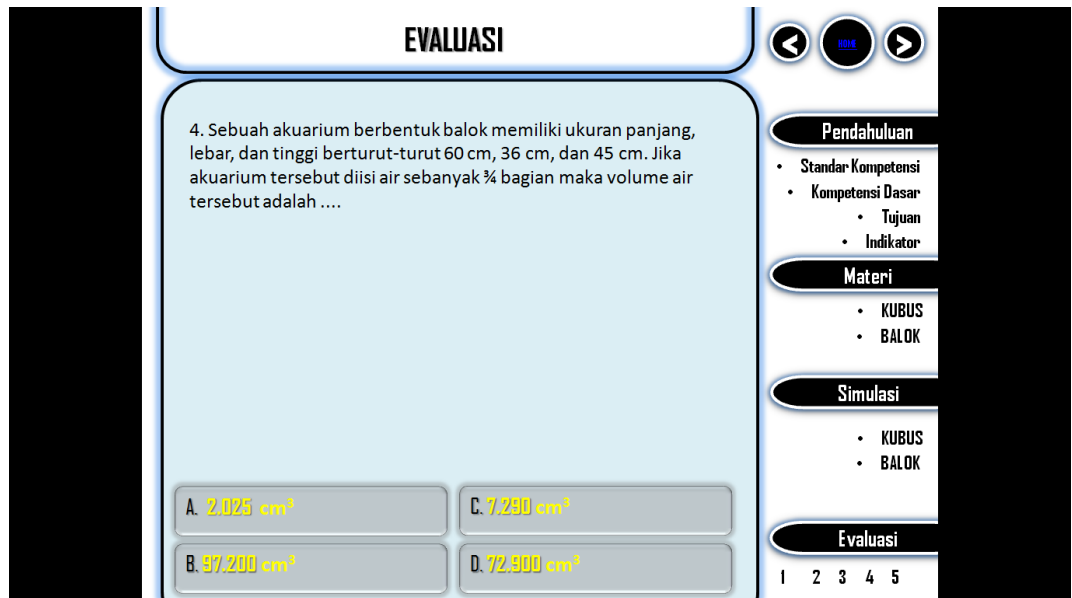 EVALUASI
4. Sebuah akuarium berbentuk balok memiliki ukuran panjang,
lebar, dan tinggi berturut-turut 60 cm, 36 cm, dan 45 cm. Jika
akuarium tersebut diisi air sebanyak ¾ bagian maka volume air
tersebut adalah ....
A. 2.025 cm³
C. 7.290 cm³
B. 97.200 cm³
D. 72.900 cm³
<
>
Pendahuluan
• Standar Kompetensi
• Kompetensi Dasar
• Tujuan
• Indikator
Materi
• KUBUS
• BALOK
Simulasi
• KUBUS
• BALOK
Evaluasi
1 2 3 4 5